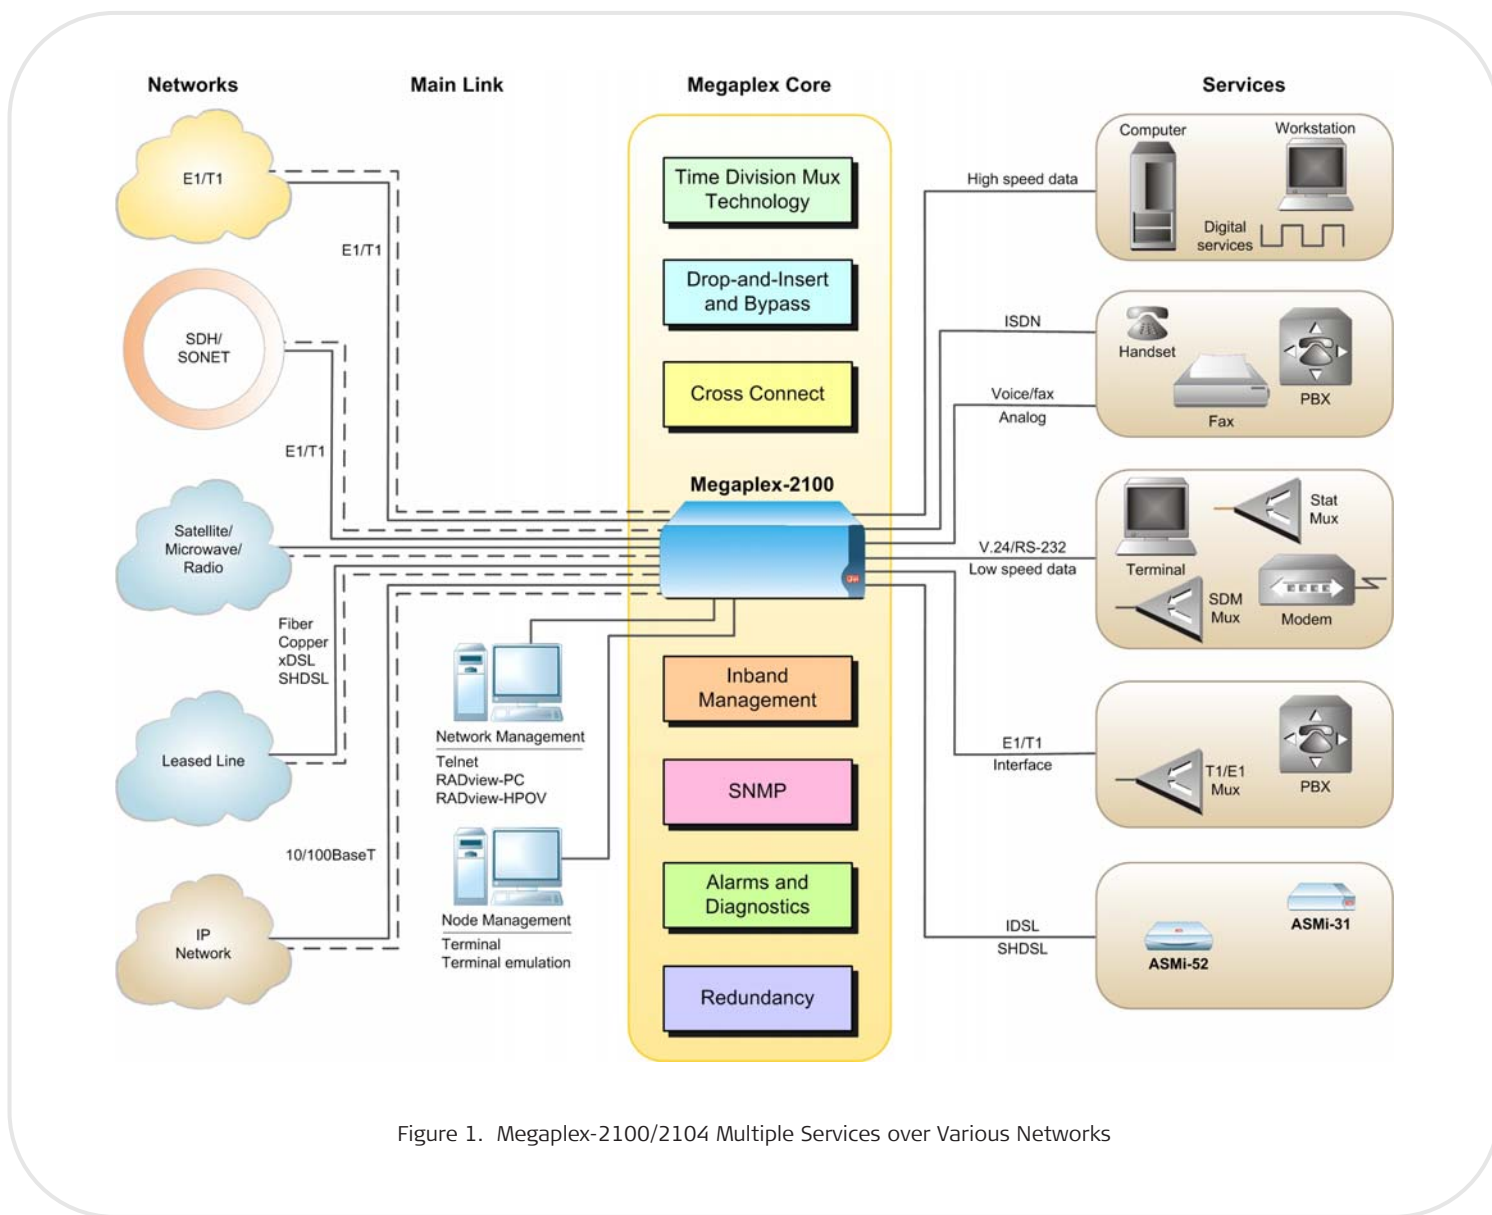 Networks
Main Link
Megaplex Core
Services
E1/T1
E1/T1
SDH/
SONET
E1/T1
Satellite/
Microwave/
Radio
Fiber
Copper
xDSL
SHDSL
Leased Line
10/100BaseT
IP
Network
Network Management
Telnet
RADview-PC
RADview-HPOV
Node Management
Terminal
Terminal emulation
Time Division Mux
Technology
Drop-and-Insert
and Bypass
Cross Connect
Megaplex-2100
Inband
Management
SNMP
Alarms and
Diagnostics
Redundancy
High speed data
Computer
Workstation
Digital
services
ISDN
Voice/fax
Analog
Handset
Fax
PBX
V.24/RS-232
Low speed data
Terminal
Stat
Mux
SDM
Mux
Modem
E1/T1
Interface
T1/E1
Mux
PBX
IDSL
SHDSL
ASMi-52
ASMi-31
Figure 1. Megaplex-2100/2104 Multiple Services over Various Networks